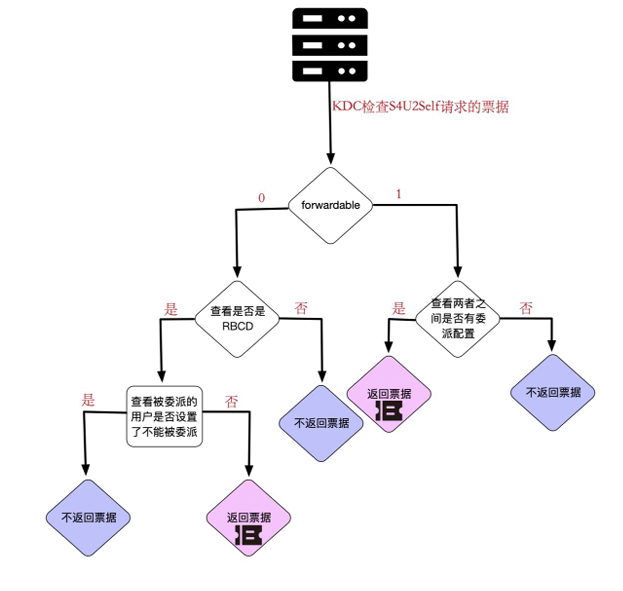 KDC检查S4U2Self请求的票据
forwardable
0
1
查看是否是
RBCD
是
否
查看两者之
间是否有委
派配置
是
否
查看被委派的
用户是否设置
了不能被委派
是
否
不返回票据
返回票据
不返回票据
不返回票据
返回票据